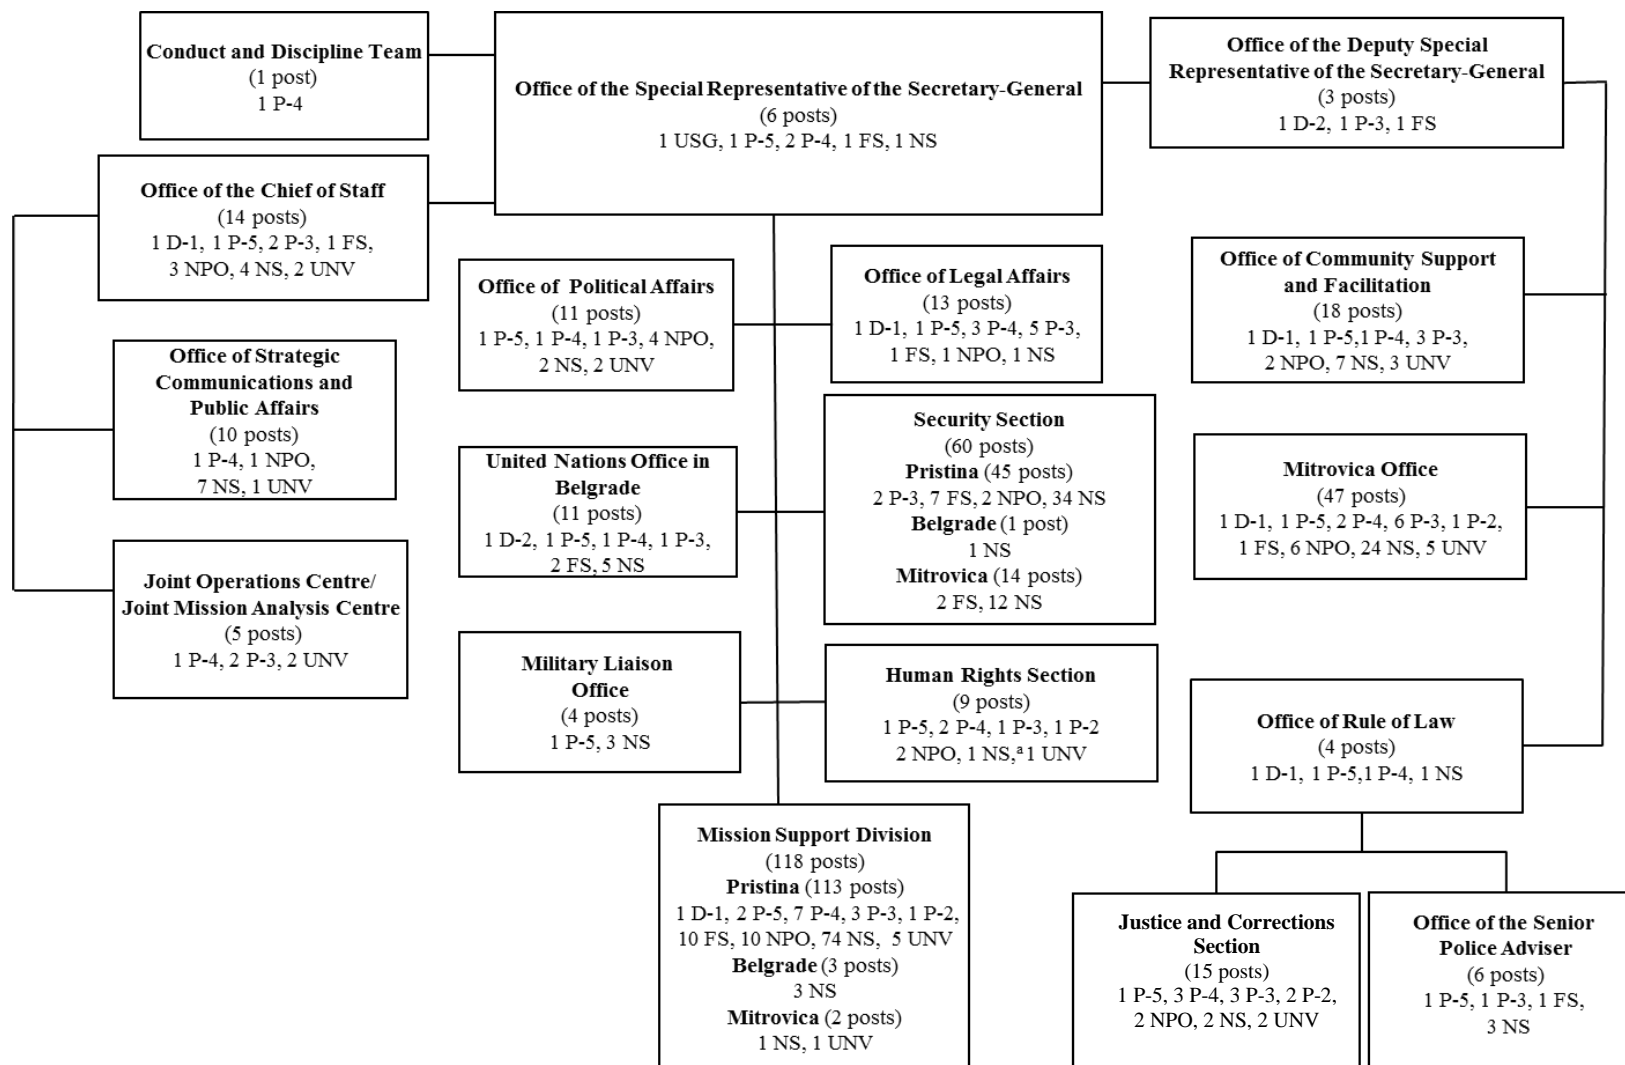 Conduct and Discipline Team
(1 post)
1 P-4
Office of the Special Representative of the Secretary-General
(6 posts)
1 USG, 1 P-5, 2 P-4, 1 FS, 1 NS
Office of the Deputy Special
Representative of the Secretary-General
(3 posts)
1 D-2, 1 P-3, 1 FS
Office of the Chief of Staff
(14 posts)
1 D-1, 1 P-5, 2 P-3, 1 FS,
3 NPO, 4 NS, 2 UNV
Office of Political Affairs
(11 posts)
1 P-5, 1 P-4, 1 P-3, 4 NPO,
2 NS, 2 UNV
Office of Legal Affairs
(13 posts)
1 D-1, 1 P-5, 3 P-4, 5 P-3,
1 FS, 1 NPO, 1 NS
Office of Community Support
and Facilitation
(18 posts)
1 D-1, 1 P-5,1 P-4, 3 P-3,
2 NPO, 7 NS, 3 UNV
Office of Strategic
Communications and
Public Affairs
(10 posts)
1 P-4, 1 NPO,
7 NS, 1 UNV
United Nations Office in
Belgrade
(11 posts)
1 D-2, 1 P-5, 1 P-4, 1 P-3,
2 FS, 5 NS
Security Section
(60 posts)
Pristina (45 posts)
2 P-3, 7 FS, 2 NPO, 34 NS
Belgrade (1 post)
1 NS
Mitrovica (14 posts)
2 FS, 12 NS
Mitrovica Office
(47 posts)
1 D-1, 1 P-5, 2 P-4, 6 P-3, 1 P-2,
1 FS, 6 NPO, 24 NS, 5 UNV
Joint Operations Centre/
Joint Mission Analysis Centre
(5 posts)
1 P-4, 2 P-3, 2 UNV
Military Liaison
Office
(4 posts)
1 P-5, 3 NS
Human Rights Section
(9 posts)
1 P-5, 2 P-4, 1 P-3, 1 P-2
2 NPO, 1 NS,ª 1 UNV
Office of Rule of Law
(4 posts)
1 D-1, 1 P-5,1 P-4, 1 NS
Mission Support Division
(118 posts)
Pristina (113 posts)
1 D-1, 2 P-5, 7 P-4, 3 P-3, 1 P-2,
10 FS, 10 NPO, 74 NS, 5 UNV
Belgrade (3 posts)
3 NS
Mitrovica (2 posts)
1 NS, 1 UNV
Justice and Corrections
Section
(15 posts)
1 P-5, 3 P-4, 3 P-3, 2 P-2,
2 NPO, 2 NS, 2 UNV
Office of the Senior
Police Adviser
(6 posts)
1 P-5, 1 P-3, 1 FS,
3 NS